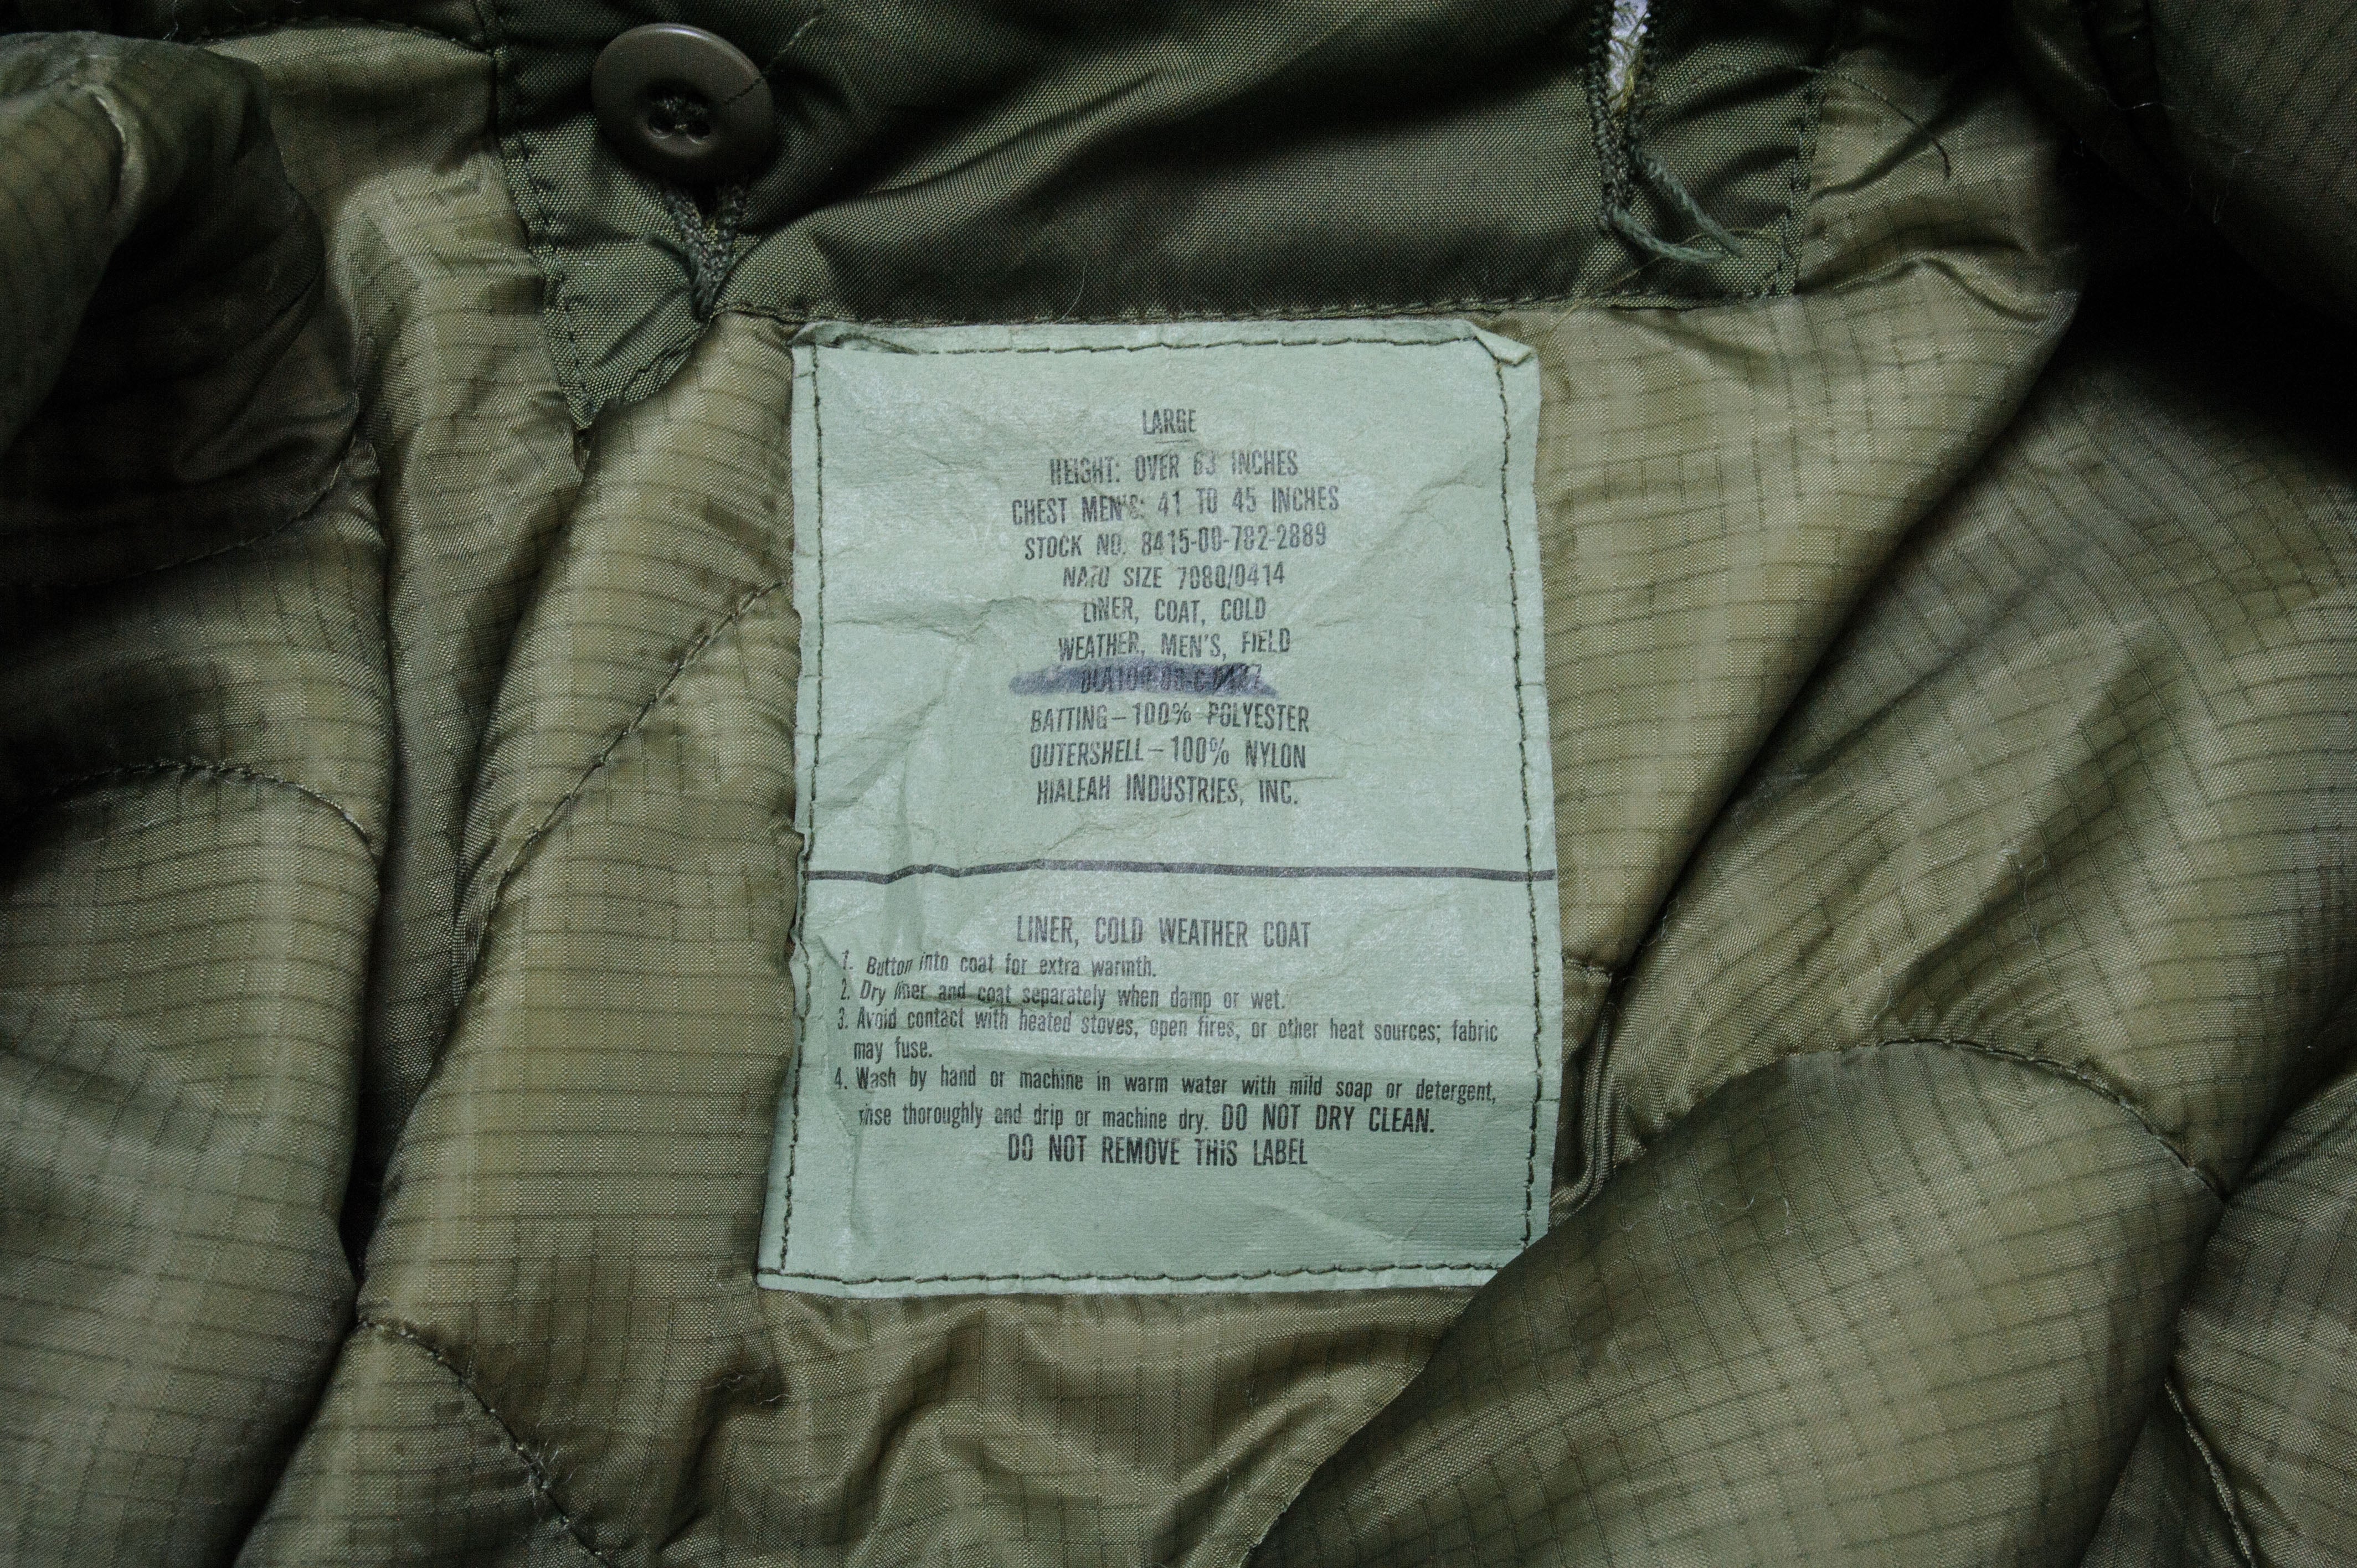 LARGE
HEIGHT: OVER 63 INCHES
CHEST MEN'S: 41 TO 45 INCHES
STOCK NO. 8415-00-782-2889
NATO SIZE 7080/0414
LINER, COAT, COLD
WEATHER, MEN'S, FIELD
BATTING – 100% POLYESTER
OUTERSHELL – 100% NYLON
HIALEAH INDUSTRIES, INC.
LINER, COLD WEATHER COAT
1. Button into coat for extra warmth.
2. Dry liner and coat separately when damp or wet.
3. Avoid contact with heated stoves, open fires, or other heat sources; fabric
may fuse.
4. Wash by hand or machine in warm water with mild soap or detergent,
rinse thoroughly and drip or machine dry. DO NOT DRY CLEAN.
DO NOT REMOVE THIS LABEL